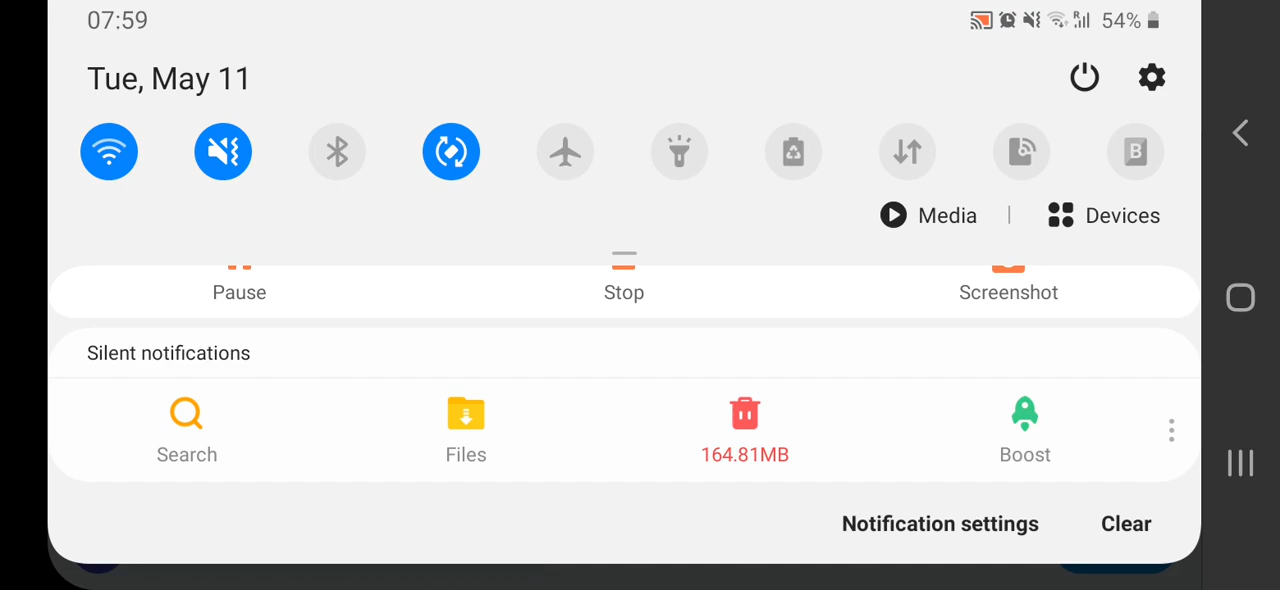 07:59 R 54%
Tue, May 11
B
Media | Devices
Pause Stop Screenshot
Silent notifications
Search Files 164.81MB Boost
Notification settings Clear